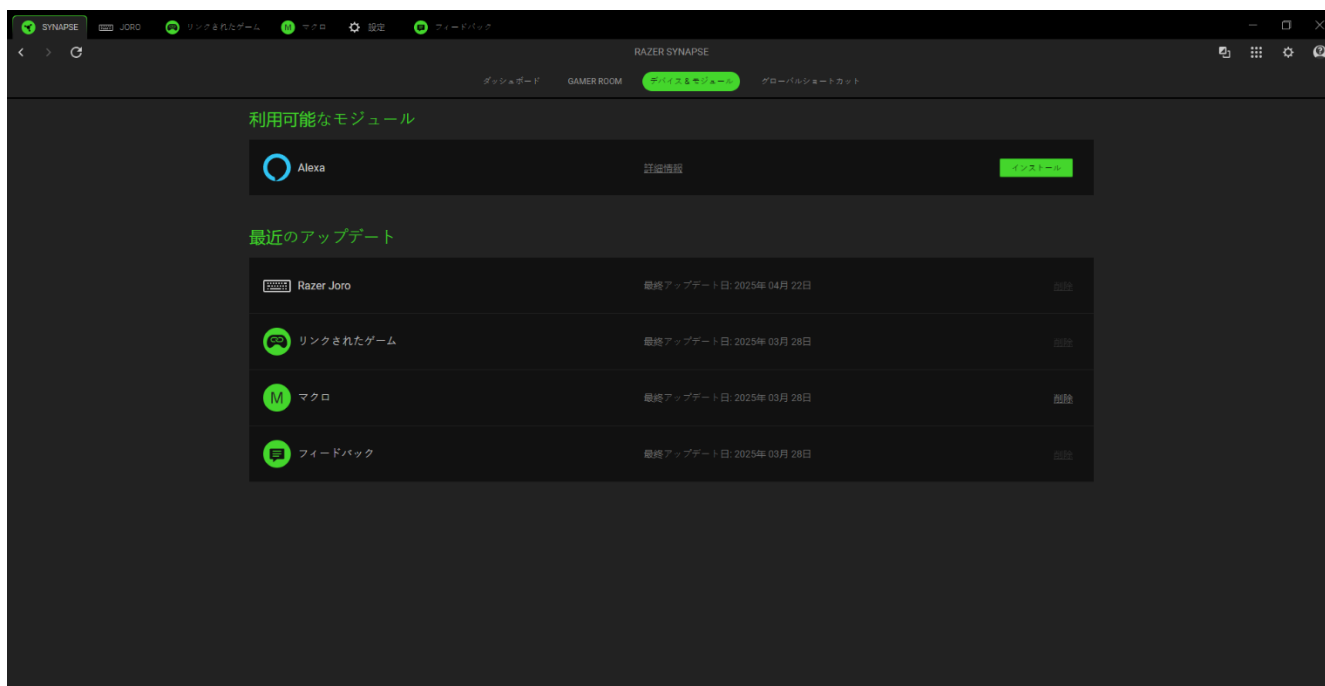 SYNAPSE JORO リンクされたゲーム M マクロ 設定 フィードバック
RAZER SYNAPSE
ダッシュボード GAMER ROOM デバイス&モジュール グローバルショートカット
利用可能なモジュール
Alexa 詳細情報 インストール
最近のアップデート
Razer Joro 最終アップデート日: 2025年 04月 22日 削除
リンクされたゲーム 最終アップデート日: 2025年 03月 28日 削除
M マクロ 最終アップデート日: 2025年 03月 28日 削除
フィードバック 最終アップデート日: 2025年 03月 28日 削除